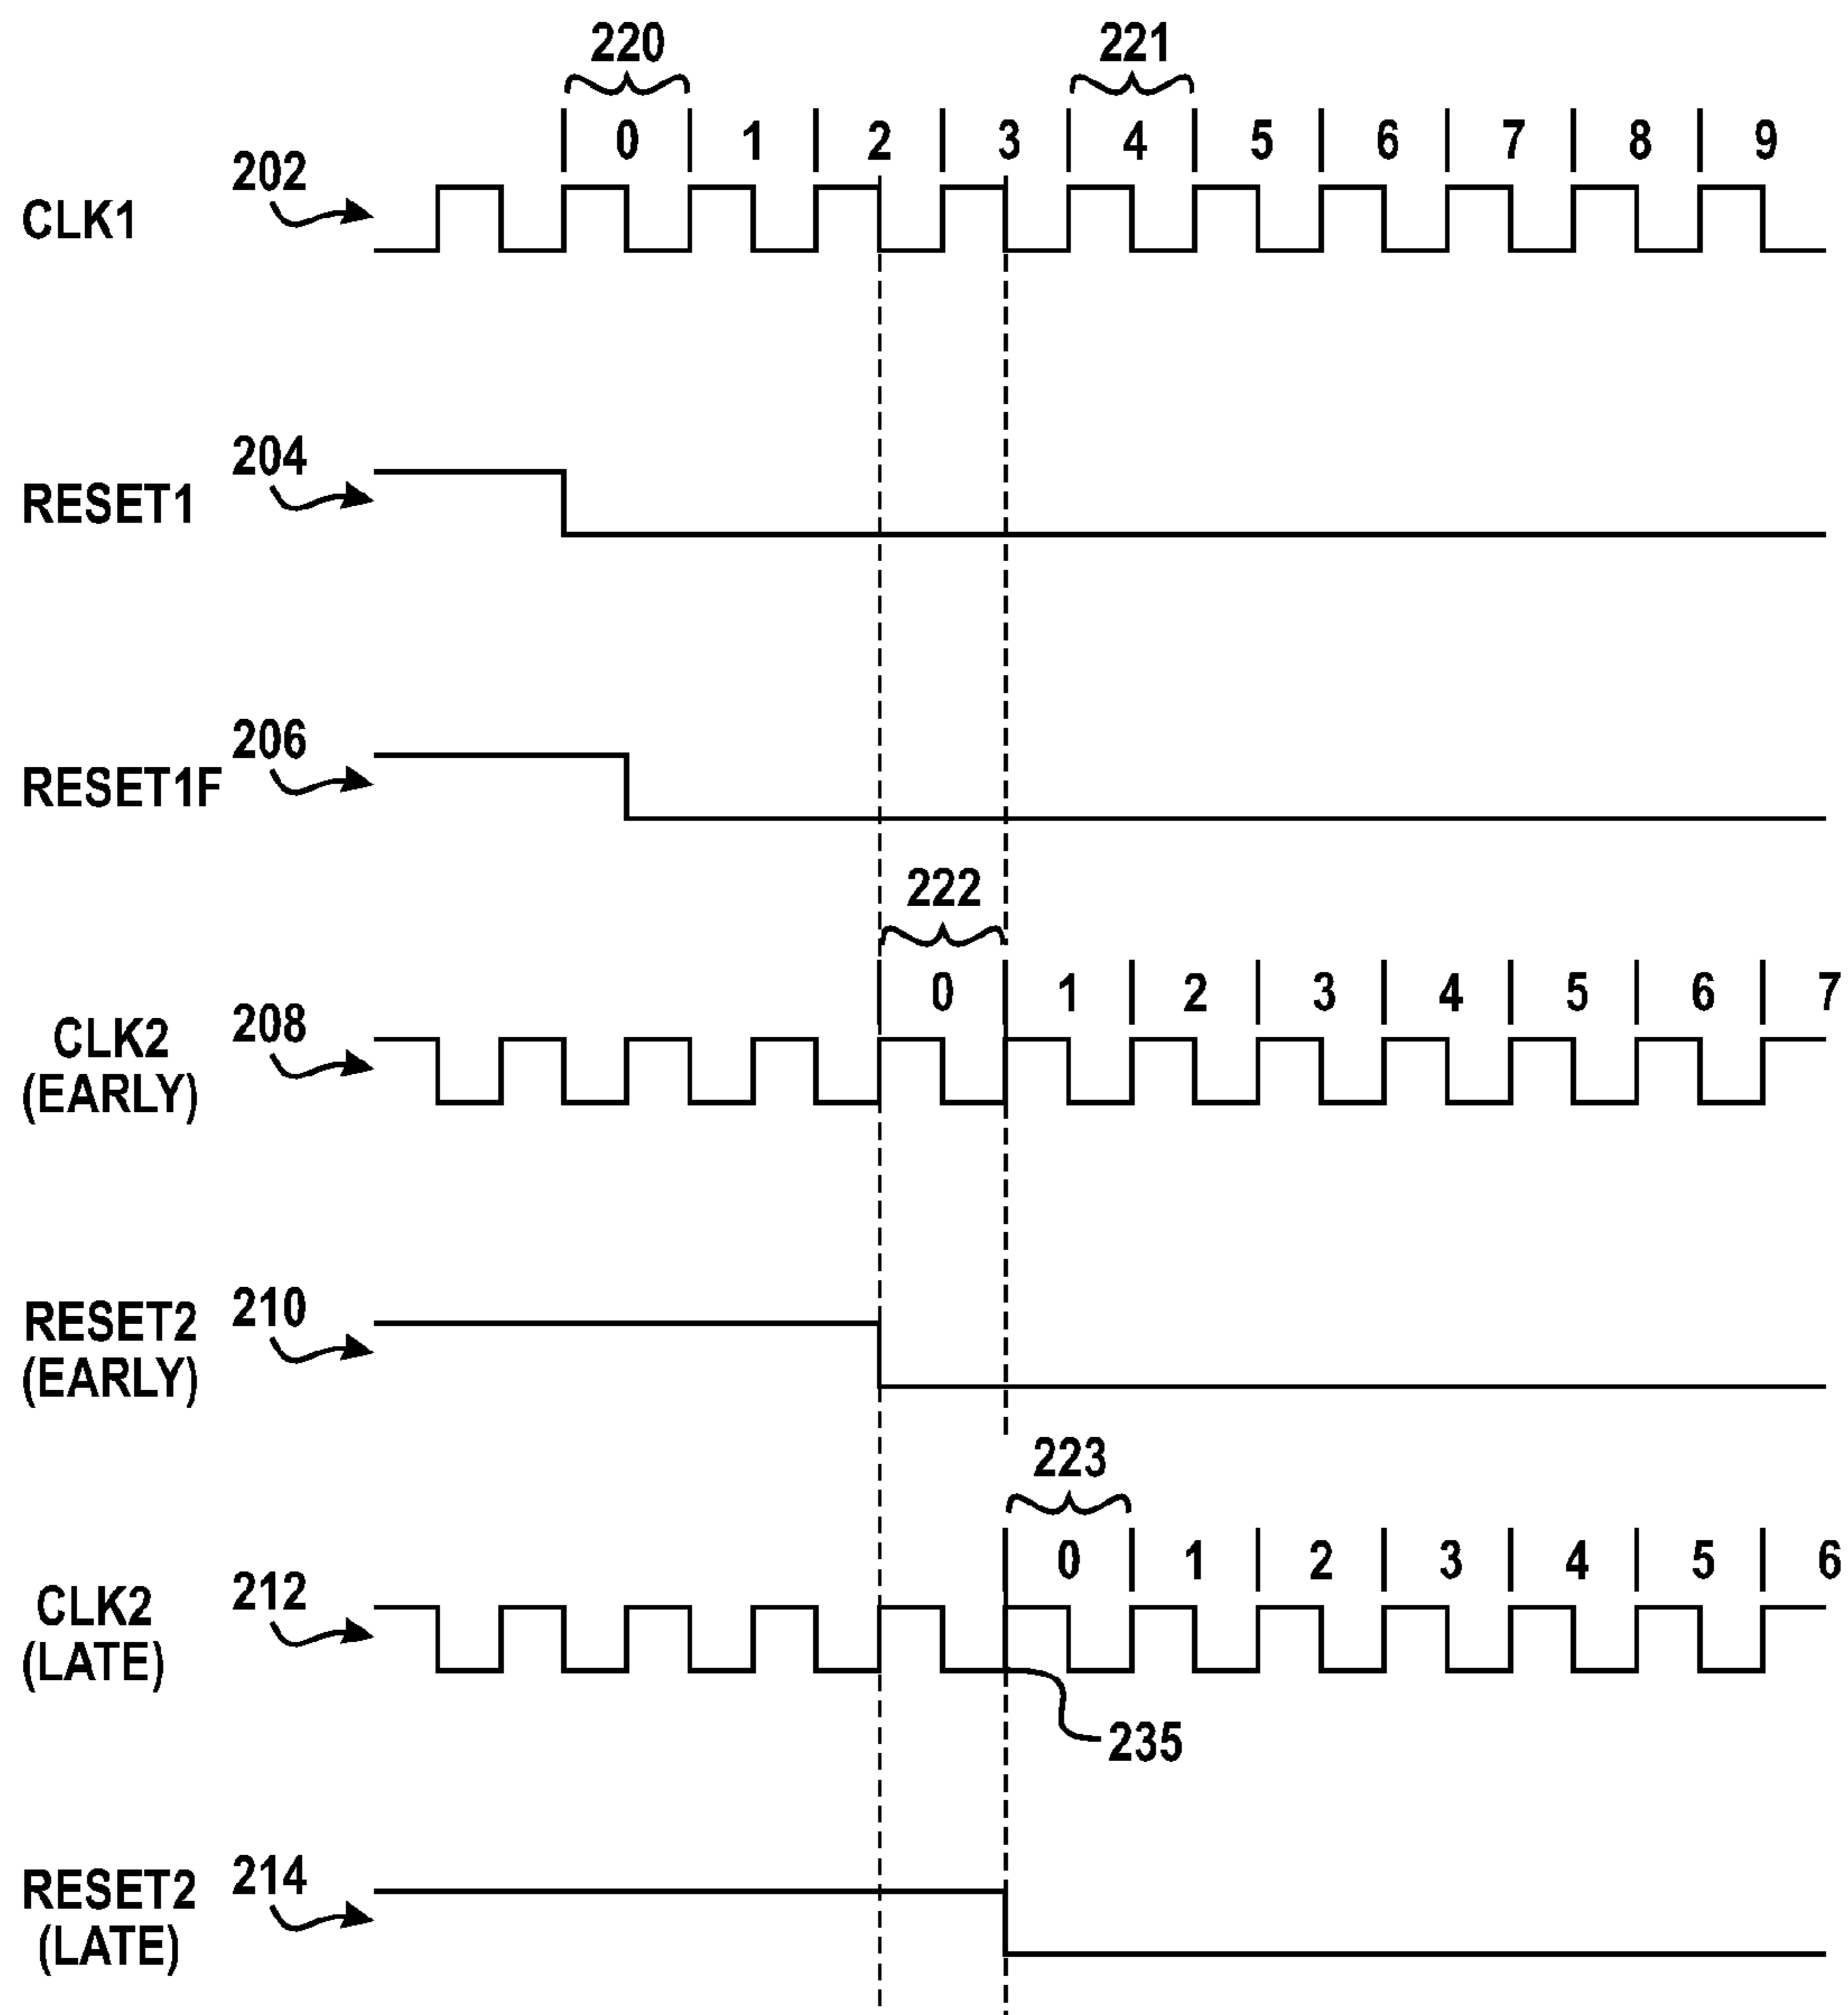 220 221
0 1 2 3 4 5 6 7 8 9
202
CLK1
204
RESET1
206
RESET1F
222
0 1 2 3 4 5 6 7
208
CLK2
(EARLY)
210
RESET2
(EARLY)
223
0 1 2 3 4 5 6
212
CLK2
(LATE)
235
214
RESET2
(LATE)